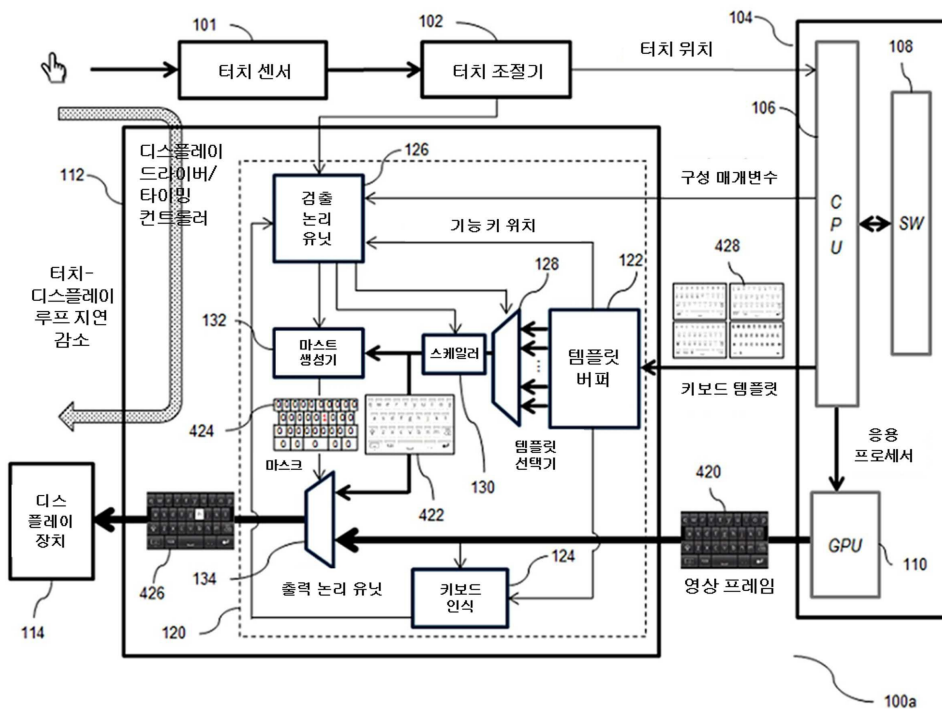 101
102
104
터치 위치
터치 센서
터치 조절기
108
106
디스플레이
드라이버/
타이밍
컨트롤러
112
126
검출
논리
유닛
구성 매개변수
기능 키 위치
C
P
U
SW
428
터치-
디스플레이
루프 지연
감소
128
122
132
마스트
생성기
스케일러
템플릿
버퍼
키보드 템플릿
424
마스크
템플릿
선택기
130
422
응용
프로세서
420
디스
플레이
장치
426
134
출력 논리 유닛
124
키보드
인식
영상 프레임
GPU
110
114
120
100a